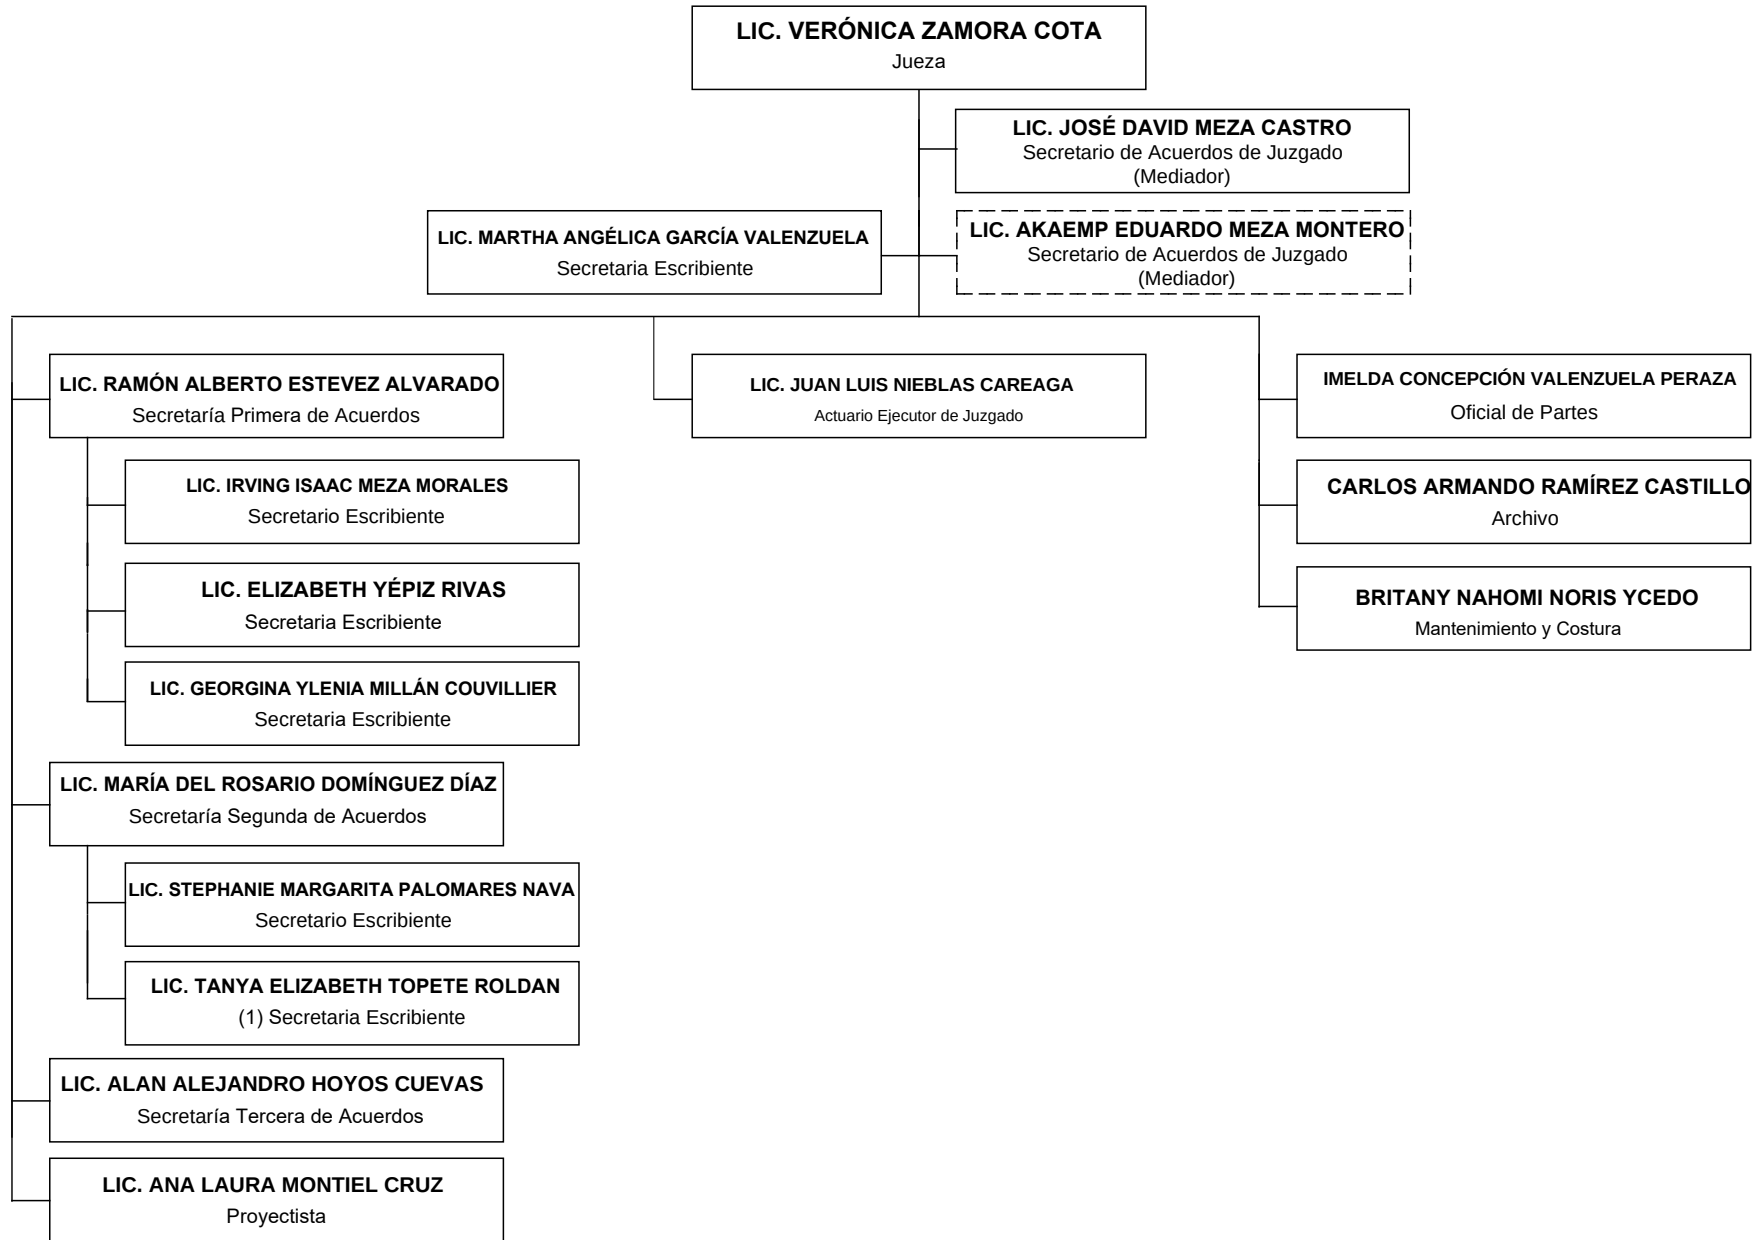 LIC. VERÓNICA ZAMORA COTA
Jueza
LIC. JOSÉ DAVID MEZA CASTRO
Secretario de Acuerdos de Juzgado
(Mediador)
LIC. MARTHA ANGÉLICA GARCÍA VALENZUELA
Secretaria Escribiente
LIC. AKAEMP EDUARDO MEZA MONTERO
Secretario de Acuerdos de Juzgado
(Mediador)
LIC. RAMÓN ALBERTO ESTEVEZ ALVARADO
Secretaría Primera de Acuerdos
LIC. IRVING ISAAC MEZA MORALES
Secretario Escribiente
LIC. ELIZABETH YÉPIZ RIVAS
Secretaria Escribiente
LIC. GEORGINA YLENIA MILLÁN COUVILLIER
Secretaria Escribiente
LIC. MARÍA DEL ROSARIO DOMÍNGUEZ DÍAZ
Secretaría Segunda de Acuerdos
LIC. STEPHANIE MARGARITA PALOMARES NAVA
Secretario Escribiente
LIC. TANYA ELIZABETH TOPETE ROLDAN
(1) Secretaria Escribiente
LIC. ALAN ALEJANDRO HOYOS CUEVAS
Secretaría Tercera de Acuerdos
LIC. ANA LAURA MONTIEL CRUZ
Proyectista
LIC. JUAN LUIS NIEBLAS CAREAGA
Actuario Ejecutor de Juzgado
IMELDA CONCEPCIÓN VALENZUELA PERAZA
Oficial de Partes
CARLOS ARMANDO RAMÍREZ CASTILLO
Archivo
BRITANY NAHOMI NORIS YCEDO
Mantenimiento y Costura